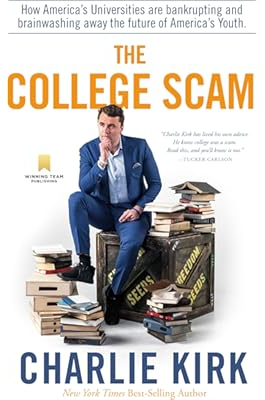 How America's Universities are bankrupting and
brainwashing away the future of America's Youth.
THE
COLLEGE SCAM
"Charlie Kirk has lived his own advice.
He knows college was a scam.
Read this, and you'll know it too."
—TUCKER CARLSON
WINNING TEAM
PUBLISHING
FREEDOM
SEEDS
CHARLIE KIRK
New York Times Best-Selling Author